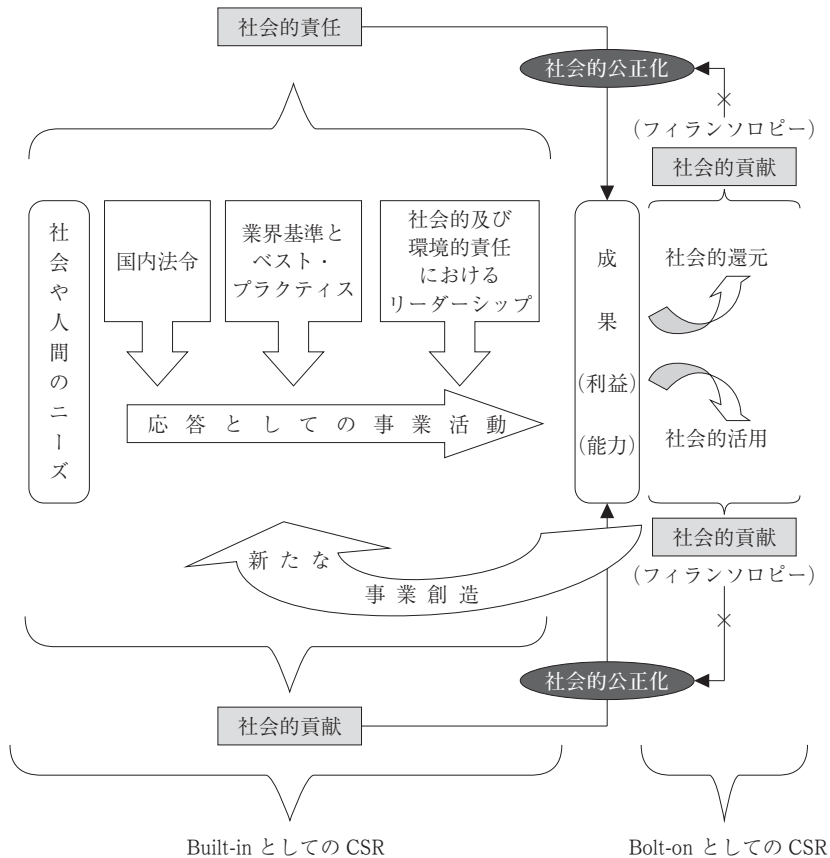 社会的責任
社会的公正化
（フィランソロピー）
社会的貢献
社会や人間のニーズ
国内法令
業界基準と
ベスト・
プラクティス
社会的及び
環境的責任
における
リーダーシップ
成果
（利益）
（能力）
社会的還元
応答としての事業活動
社会的活用
社会的貢献
（フィランソロピー）
新たな
事業創造
社会的公正化
社会的貢献
Built-in としての CSR
Bolt-on としての CSR